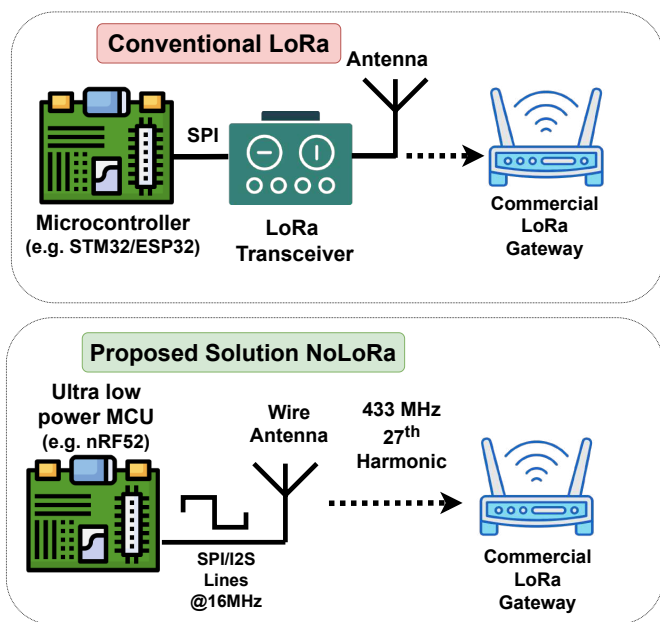 Conventional LoRa
Antenna
SPI
Microcontroller
(e.g. STM32/ESP32)
LoRa
Transceiver
Commercial
LoRa
Gateway
Proposed Solution NoLoRa
Ultra low
power MCU
(e.g. nRF52)
Wire
Antenna
433 MHz
27th
Harmonic
SPI/I2S
Lines
@16MHz
Commercial
LoRa
Gateway